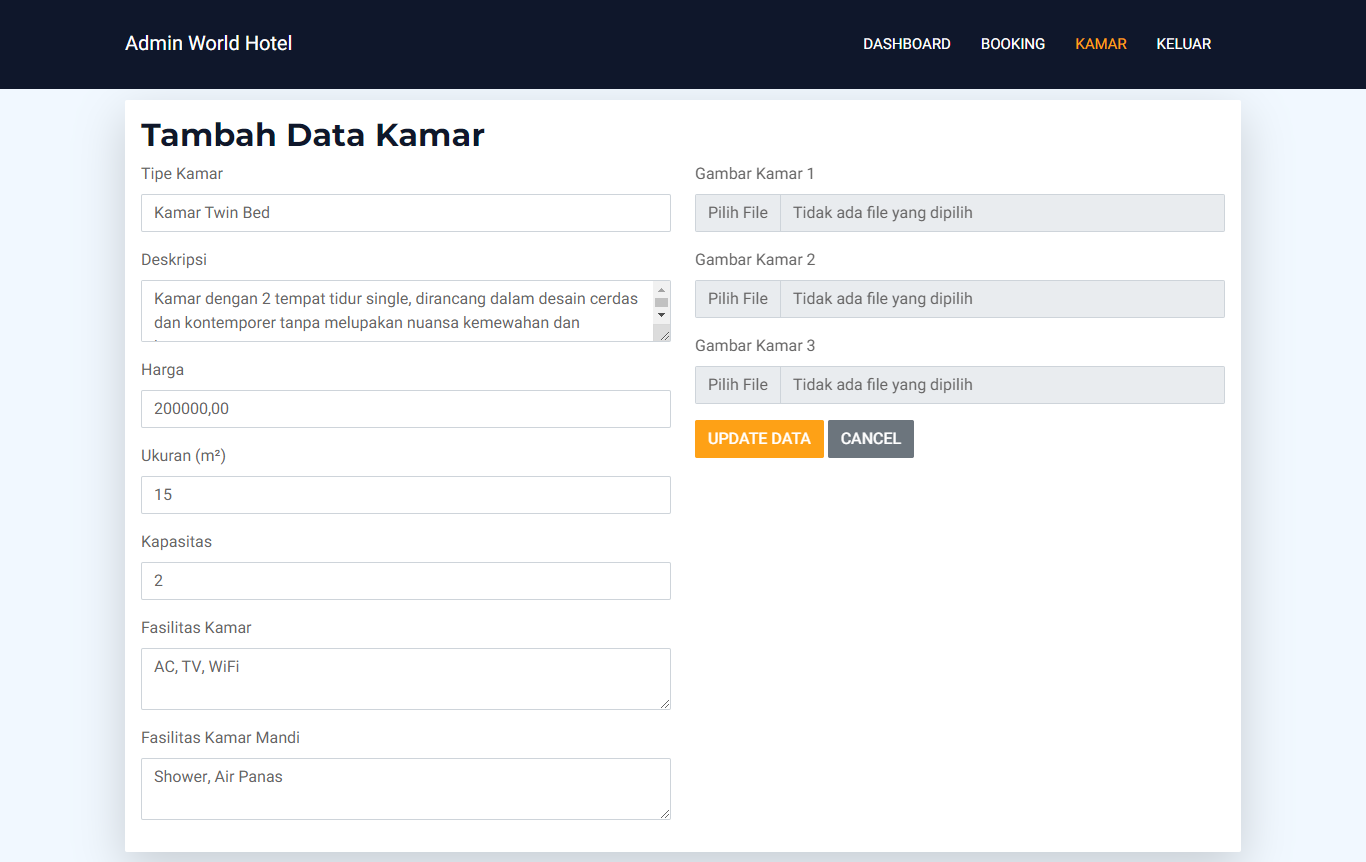 Admin World Hotel
DASHBOARD
BOOKING
KAMAR
KELUAR
Tambah Data Kamar
Tipe Kamar
Kamar Twin Bed
Deskripsi
Kamar dengan 2 tempat tidur single, dirancang dalam desain cerdas
dan kontemporer tanpa melupakan nuansa kemewahan dan
Harga
200000,00
Ukuran (m²)
15
Kapasitas
2
Fasilitas Kamar
AC, TV, WiFi
Fasilitas Kamar Mandi
Shower, Air Panas
Gambar Kamar 1
Pilih File
Tidak ada file yang dipilih
Gambar Kamar 2
Pilih File
Tidak ada file yang dipilih
Gambar Kamar 3
Pilih File
Tidak ada file yang dipilih
UPDATE DATA
CANCEL